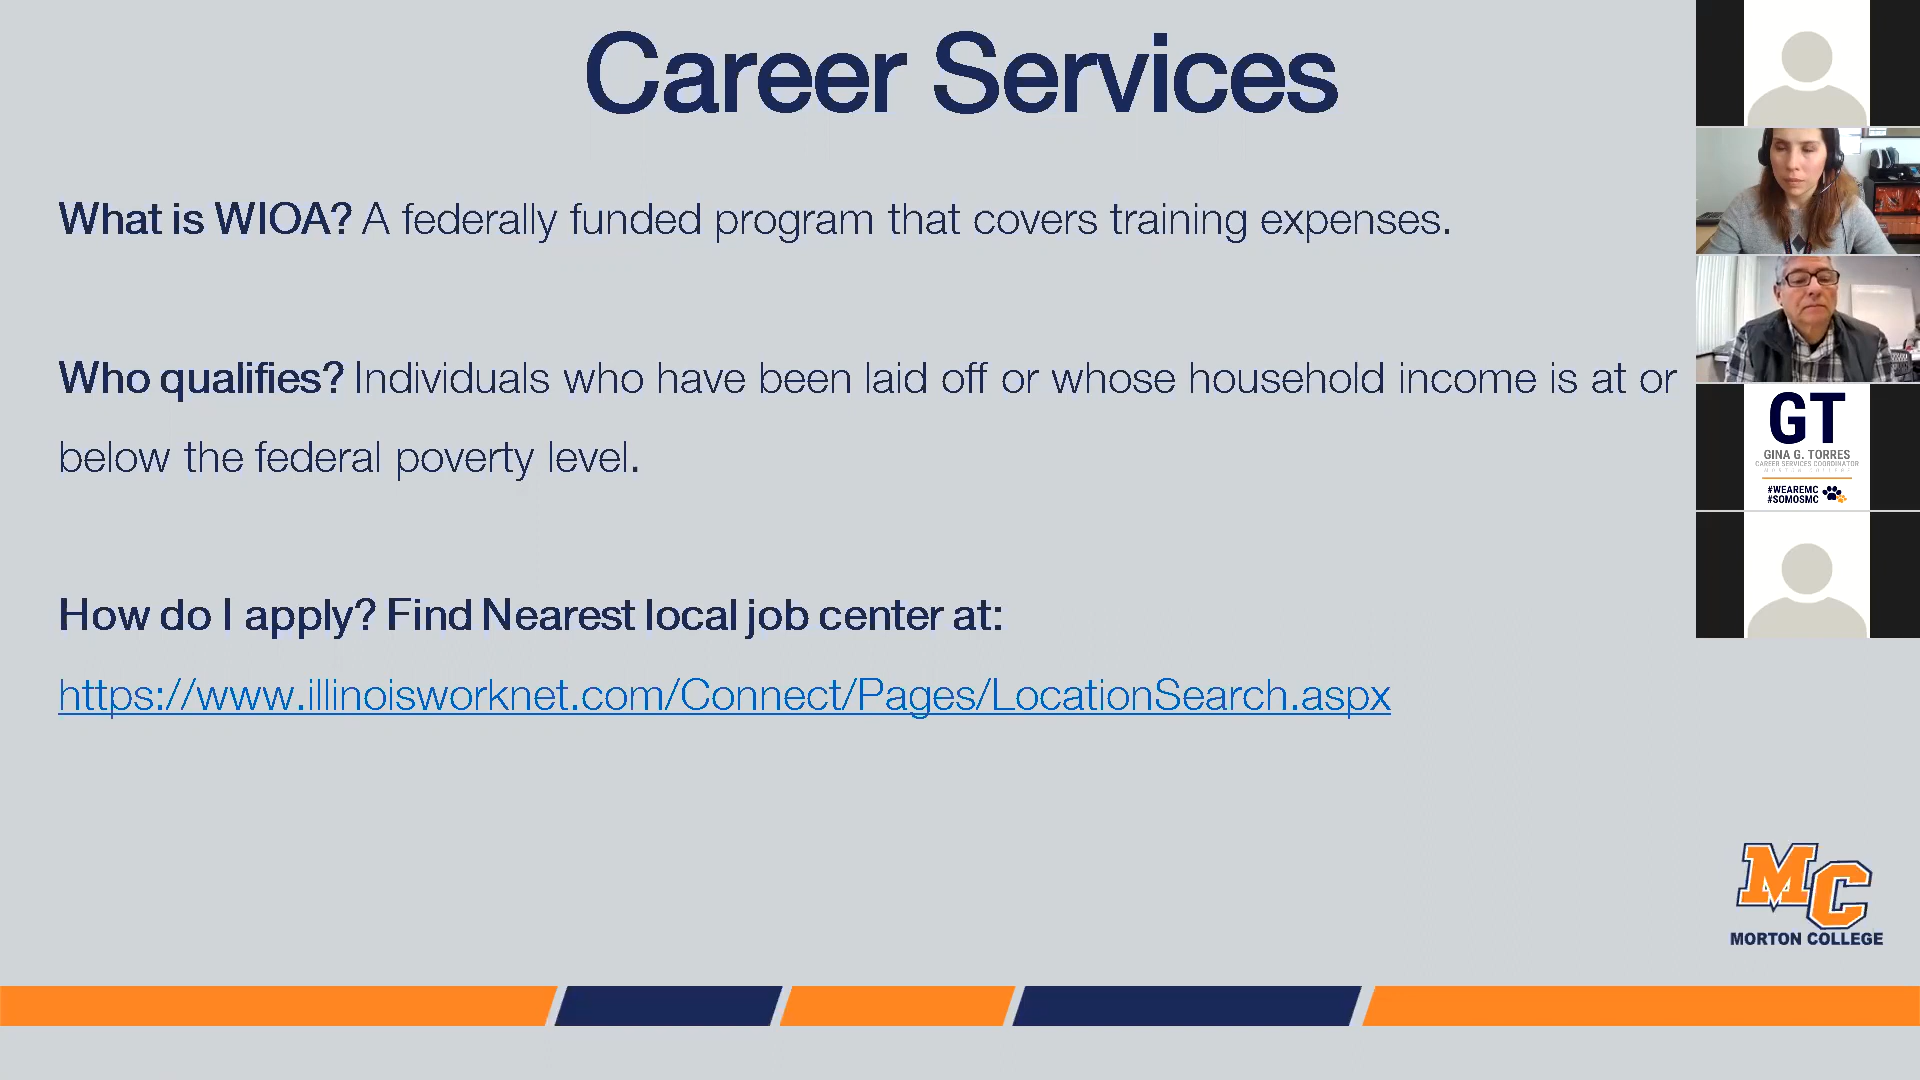 Career Services
What is WIOA? A federally funded program that covers training expenses.
Who qualifies? Individuals who have been laid off or whose household income is at or
below the federal poverty level.
How do I apply? Find Nearest local job center at:
https://www.illinoisworknet.com/Connect/Pages/LocationSearch.aspx
GT
GINA G. TORRES
CAREER SERVICES COORDINATOR
MORTON COLLEGE
#WEAREMC
#SOMOSMC
MC
MORTON COLLEGE